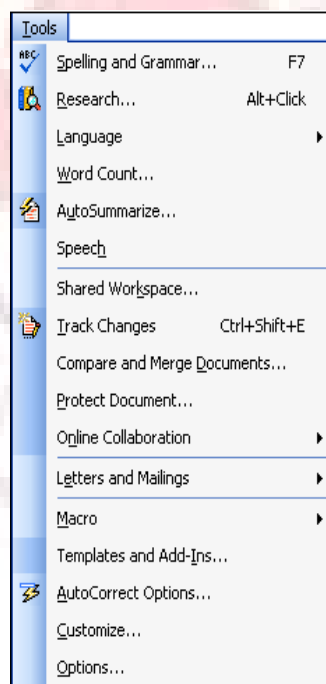 Tools
ABC
Spelling and Grammar... F7
Research... Alt+Click
Language
Word Count...
AutoSummarize...
Speech
Shared Workspace...
Track Changes Ctrl+Shift+E
Compare and Merge Documents...
Protect Document...
Online Collaboration
Letters and Mailings
Macro
Templates and Add-Ins...
AutoCorrect Options...
Customize...
Options...